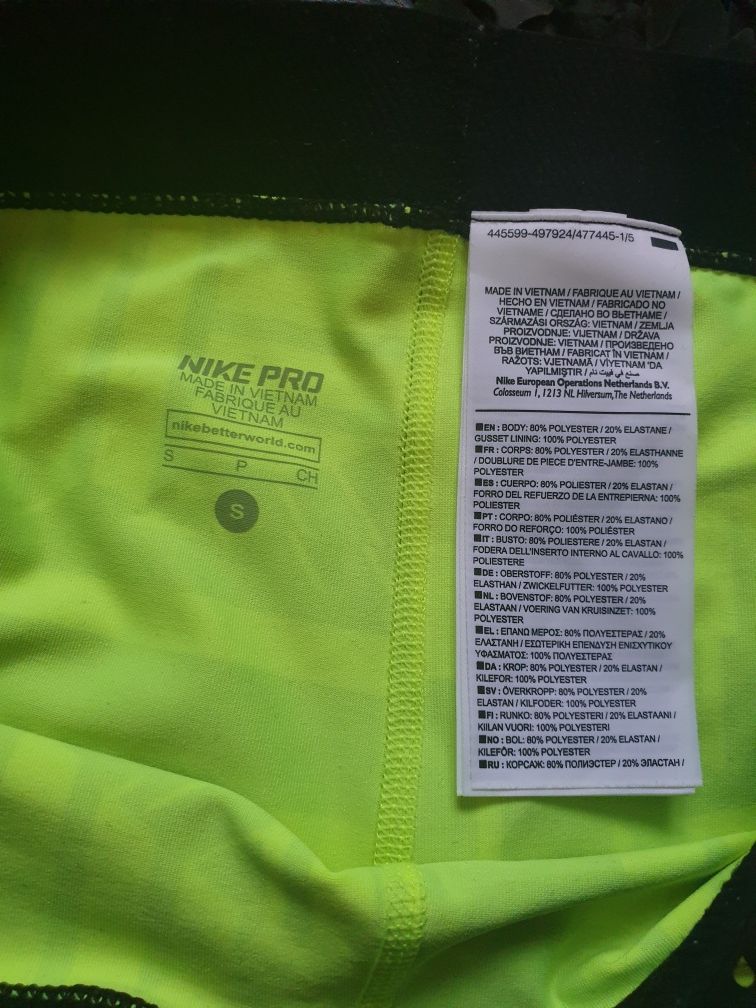 NIKE PRO
MADE IN VIETNAM
FABRIQUE AU
VIETNAM
nikebetterworld.com
S P CH
S
445599-497924/477445-1/5
MADE IN VIETNAM / FABRIQUE AU VIETNAM /
HECHO EN VIETNAM / FABRICADO NO
VIETNAME / СДЕЛАНО ВО ВЬЕТНАМЕ /
SZÁRMAZÁSI ORSZÁG: VIETNAM / ZEMLJA
PROIZVODNJE: VIJETNAM / DRŽAVA
PROIZVODNJE: VIETNAM / ПРОИЗВЕДЕНО
ВЪВ ВИЕТНАМ / FABRICAT ÎN VIETNAM /
RAŽOTS: VJETNAMĀ / VİYETNAM 'DA
YAPILMIŞTIR / صنع في فييت نام
Nike European Operations Netherlands B.V.
Colosseum 1, 1213 NL Hilversum, The Netherlands
EN : BODY: 80% POLYESTER / 20% ELASTANE /
GUSSET LINING: 100% POLYESTER
FR : CORPS: 80% POLYESTER / 20% ELASTHANNE
/ DOUBLURE DE PIECE D'ENTRE-JAMBE: 100%
POLYESTER
ES : CUERPO: 80% POLIESTER / 20% ELASTAN /
FORRO DEL REFUERZO DE LA ENTREPIERNA: 100%
POLIESTER
PT : CORPO: 80% POLIÉSTER / 20% ELASTANO /
FORRO DO REFORÇO: 100% POLIÉSTER
IT : BUSTO: 80% POLIESTERE / 20% ELASTAN /
FODERA DELL'INSERTO INTERNO AL CAVALLO: 100%
POLIESTERE
DE : OBERSTOFF: 80% POLYESTER / 20%
ELASTHAN / ZWICKELFUTTER: 100% POLYESTER
NL : BOVENSTOF: 80% POLYESTER / 20%
ELASTAAN / VOERING VAN KRUISINZET: 100%
POLYESTER
EL : ΕΠΑΝΩ ΜΕΡΟΣ: 80% ΠΟΛΥΕΣΤΕΡΑΣ / 20%
ΕΛΑΣΤΑΝΗ / ΕΣΩΤΕΡΙΚΗ ΕΠΕΝΔΥΣΗ ΕΝΙΣΧΥΤΙΚΟΥ
ΥΦΑΣΜΑΤΟΣ: 100% ΠΟΛΥΕΣΤΕΡΑΣ
DA : KROP: 80% POLYESTER / 20% ELASTAN /
KILEFOR: 100% POLYESTER
SV : ÖVERKROPP: 80% POLYESTER / 20%
ELASTAN / KILFODER: 100% POLYESTER
FI : RUNKO: 80% POLYESTERI / 20% ELASTAANI /
KIILAN VUORI: 100% POLYESTERI
NO : BOL: 80% POLYESTER / 20% ELASTAN /
KILEFÔR: 100% POLYESTER
RU : КОРСАЖ: 80% ПОЛИЭСТЕР / 20% ЭЛАСТАН /